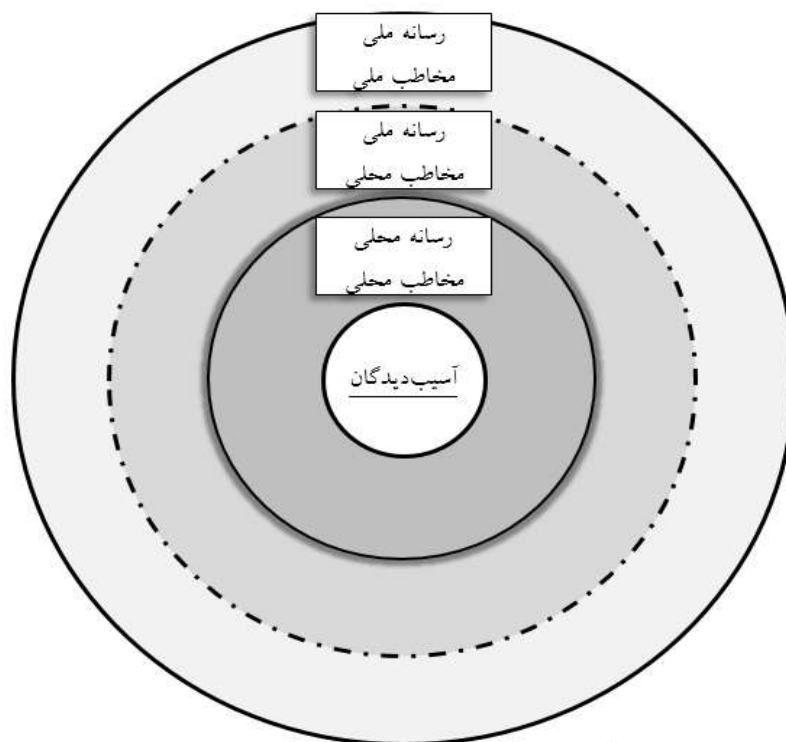 رسانه ملی
مخاطب ملی
رسانه ملی
مخاطب محلی
رسانه محلی
مخاطب محلی
آسیب‌دیدگان